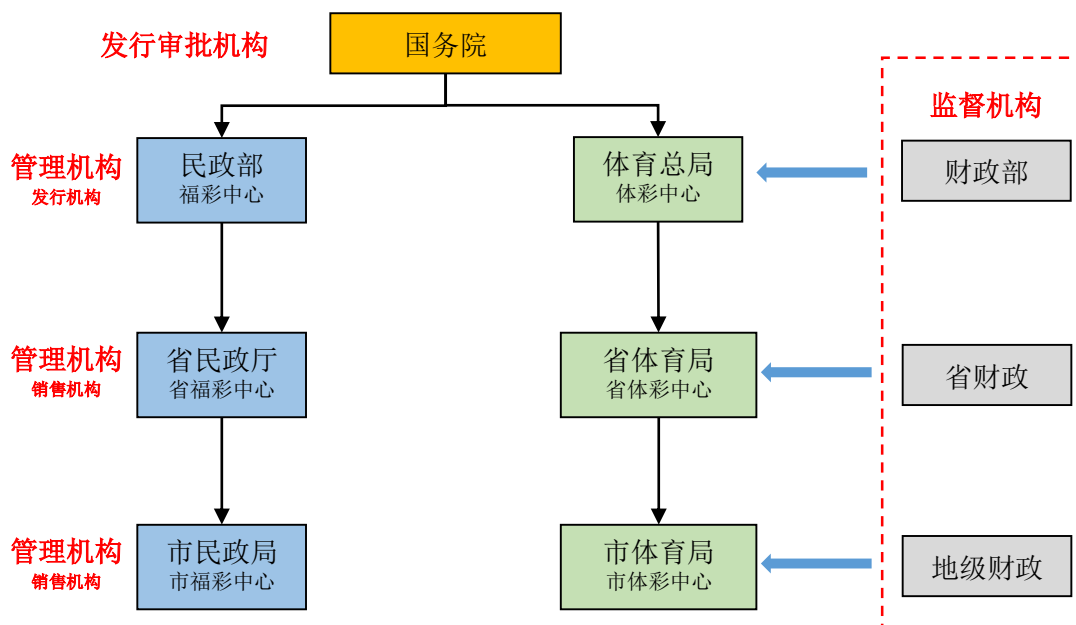 发行审批机构
国务院
监督机构
管理机构
发行机构
民政部
福彩中心
体育总局
体彩中心
财政部
管理机构
销售机构
省民政厅
省福彩中心
省体育局
省体彩中心
省财政
管理机构
销售机构
市民政局
市福彩中心
市体育局
市体彩中心
地级财政